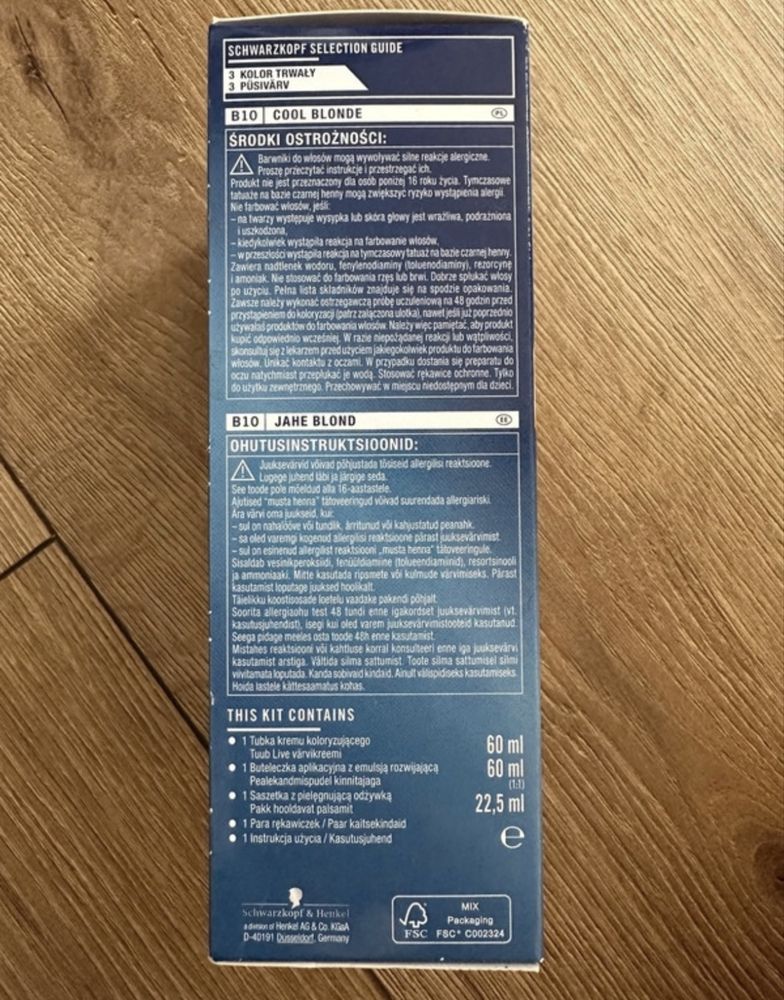 SCHWARZKOPF SELECTION GUIDE
3 KOLOR TRWAŁY
3 PÜSIVÄRV
B10 COOL BLONDE PL
ŚRODKI OSTROŻNOŚCI:
Barwniki do włosów mogą wywoływać silne reakcje alergiczne.
Proszę przeczytać instrukcje i przestrzegać ich.
Produkt nie jest przeznaczony dla osób poniżej 16 roku życia. Tymczasowe
tatuaże na bazie czarnej henny mogą zwiększyć ryzyko wystąpienia alergii.
Nie farbować włosów, jeśli:
– na twarzy występuje wysypka lub skóra głowy jest wrażliwa, podrażniona
i uszkodzona,
– kiedykolwiek wystąpiła reakcja na farbowanie włosów,
– w przeszłości wystąpiła reakcja na tymczasowy tatuaż na bazie czarnej henny.
Zawiera nadtlenek wodoru, fenylenodiaminy (toluenodiaminy), rezorcynę
i amoniak. Nie stosować do farbowania rzęs lub brwi. Dobrze spłukać włosy
po użyciu. Pełna lista składników znajduje się na spodzie opakowania.
Zawsze należy wykonać ostrzegawczą próbę uczuleniową na 48 godzin przed
przystąpieniem do koloryzacji (patrz załączona ulotka), nawet jeśli już poprzednio
używałaś produktów do farbowania włosów. Należy więc pamiętać, aby produkt
kupić odpowiednio wcześniej. W razie niepożądanej reakcji lub wątpliwości,
skonsultuj się z lekarzem przed użyciem jakiegokolwiek produktu do farbowania
włosów. Unikać kontaktu z oczami. W przypadku dostania się preparatu do
oczu natychmiast przepłukać je wodą. Stosować rękawice ochronne. Tylko
do użytku zewnętrznego. Przechowywać w miejscu niedostępnym dla dzieci.
B10 JAHE BLOND EE
OHUTUSINSTRUKTSIOONID:
Juuksevärvid võivad põhjustada tõsiseid allergilisi reaktsioone.
Lugege juhend läbi ja järgige seda.
See toode pole mõeldud alla 16-aastastele.
Ajutised "musta henna" tätoveeringud võivad suurendada allergiariski.
Ära värvi oma juukseid, kui:
– sul on nahalööve või tundlik, ärritunud või kahjustatud peanahk.
– sa oled varem kogenud allergilisi reaktsioone pärast juuksevärvimist.
– sul on esinenud allergilist reaktsiooni „musta henna" tätoveeringule.
Sisaldab vesinikperoksiidi, fenüüldiamine (tolueendiamiinid), resortsinooli
ja ammoniaaki. Mitte kasutada ripsmete või kulmude värvimiseks. Pärast
kasutamist loputage juuksed hoolikalt.
Täielikku koostisosade loetelu vaadake pakendi põhjalt.
Soorita allergiaohu test 48 tundi enne igakordset juuksevärvimist (vt.
kasutusjuhendist), isegi kui oled varem juuksevärvimistooteid kasutanud.
Seega pidage meeles osta toode 48h enne kasutamist.
Mistahes reaktsiooni või kahtluse korral konsulteeri enne iga juuksevärvi
kasutamist arstiga. Vältida silma sattumist. Toote silma sattumisel silmi
viivitamata loputada. Kanda sobivaid kindaid. Ainult välispidiseks kasutamiseks.
Hoida lastele kättesaamatus kohas.
THIS KIT CONTAINS
● 1 Tubka kremu koloryzującego 60 ml
Tuub Live värvikreemi
● 1 Buteleczka aplikacyjna z emulsją rozwijającą 60 ml
Pealekandmispudel kinnitajaga (1:1)
● 1 Saszetka z pielęgnującą odżywką 22,5 ml
Pakk hooldavat palsamit
● 1 Para rękawiczek / Paar kaitsekindaid
● 1 Instrukcja użycia / Kasutusjuhend ℮
Schwarzkopf & Henkel
a division of Henkel AG & Co. KGaA
D-40191 Düsseldorf, Germany
FSC
MIX
Packaging
FSC® C002324